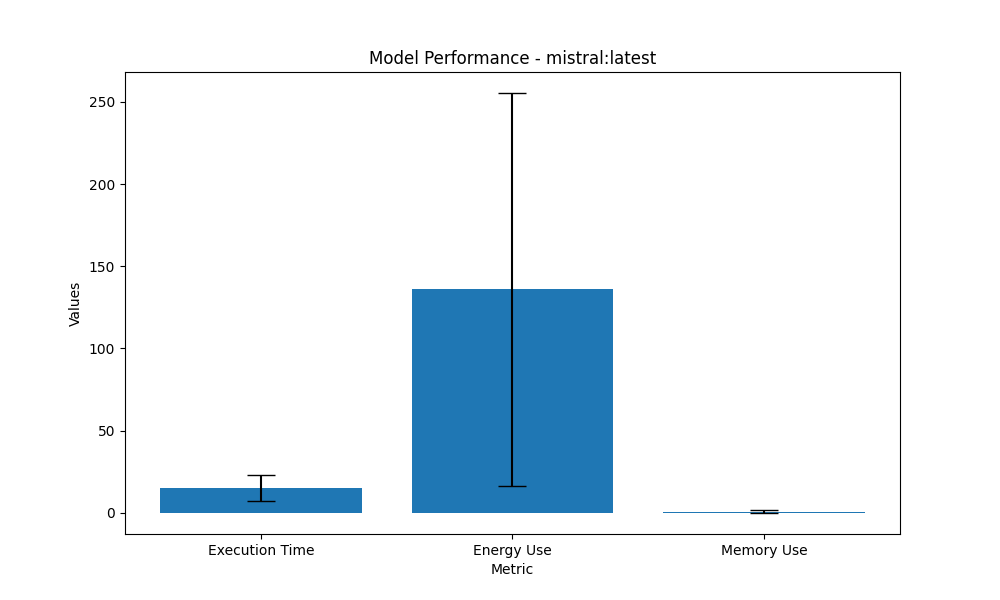 Model Performance - mistral:latest
250
200
150
100
50
0
Values
Execution Time
Energy Use
Memory Use
Metric